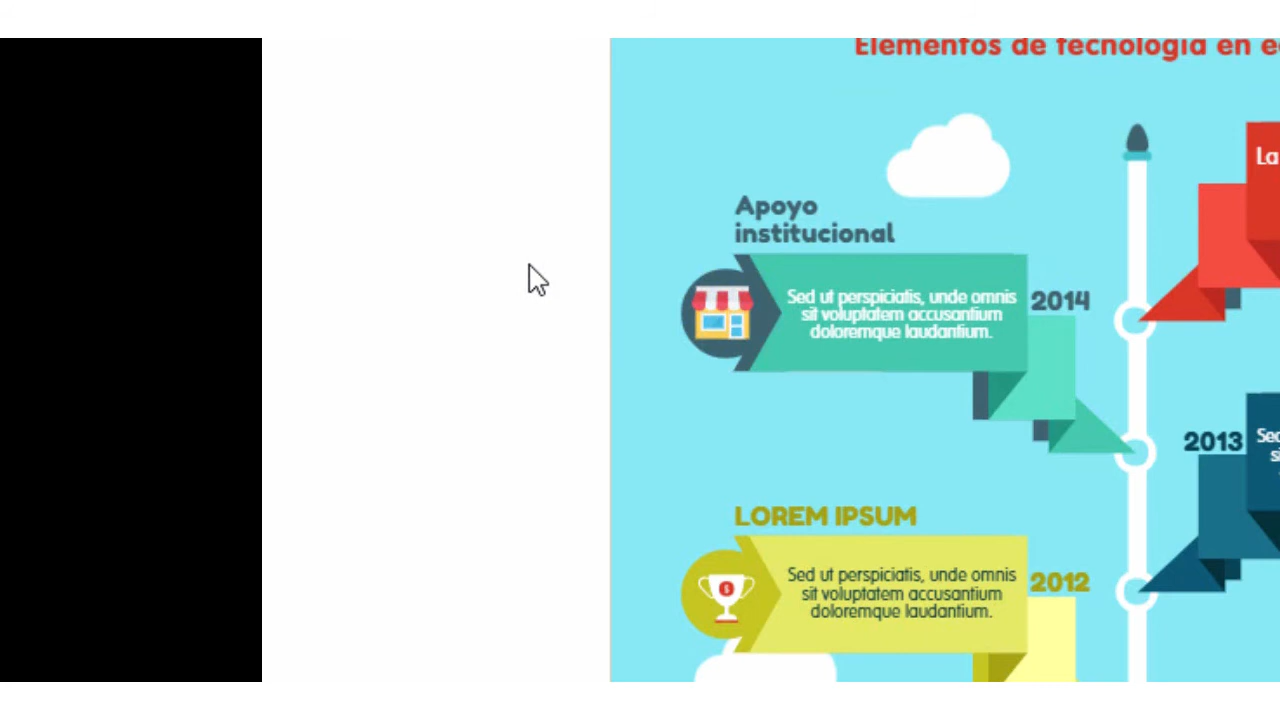 Elementos de tecnología en
La
Apoyo
institucional
Sed ut perspiciatis, unde omnis
sit voluptatem accusantium
doloremque laudantium.
2014
2013
Sed
LOREM IPSUM
Sed ut perspiciatis, unde omnis
sit voluptatem accusantium
doloremque laudantium.
2012